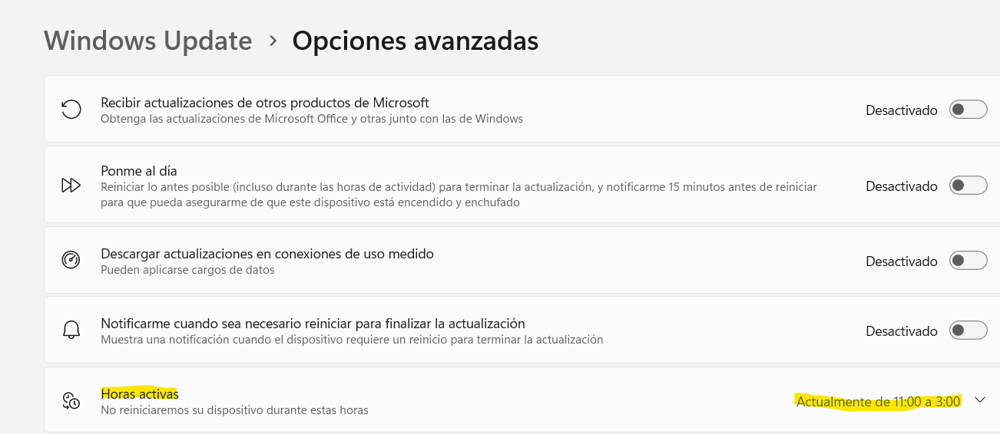 Windows Update > Opciones avanzadas
Recibir actualizaciones de otros productos de Microsoft
Obtenga las actualizaciones de Microsoft Office y otras junto con las de Windows
Desactivado
Ponme al día
Reiniciar lo antes posible (incluso durante las horas de actividad) para terminar la actualización, y notificarme 15 minutos antes de reiniciar
para que pueda asegurarme de que este dispositivo está encendido y enchufado
Desactivado
Descargar actualizaciones en conexiones de uso medido
Pueden aplicarse cargos de datos
Desactivado
Notificarme cuando sea necesario reiniciar para finalizar la actualización
Muestra una notificación cuando el dispositivo requiere un reinicio para terminar la actualización
Desactivado
Horas activas
No reiniciaremos su dispositivo durante estas horas
Actualmente de 11:00 a 3:00